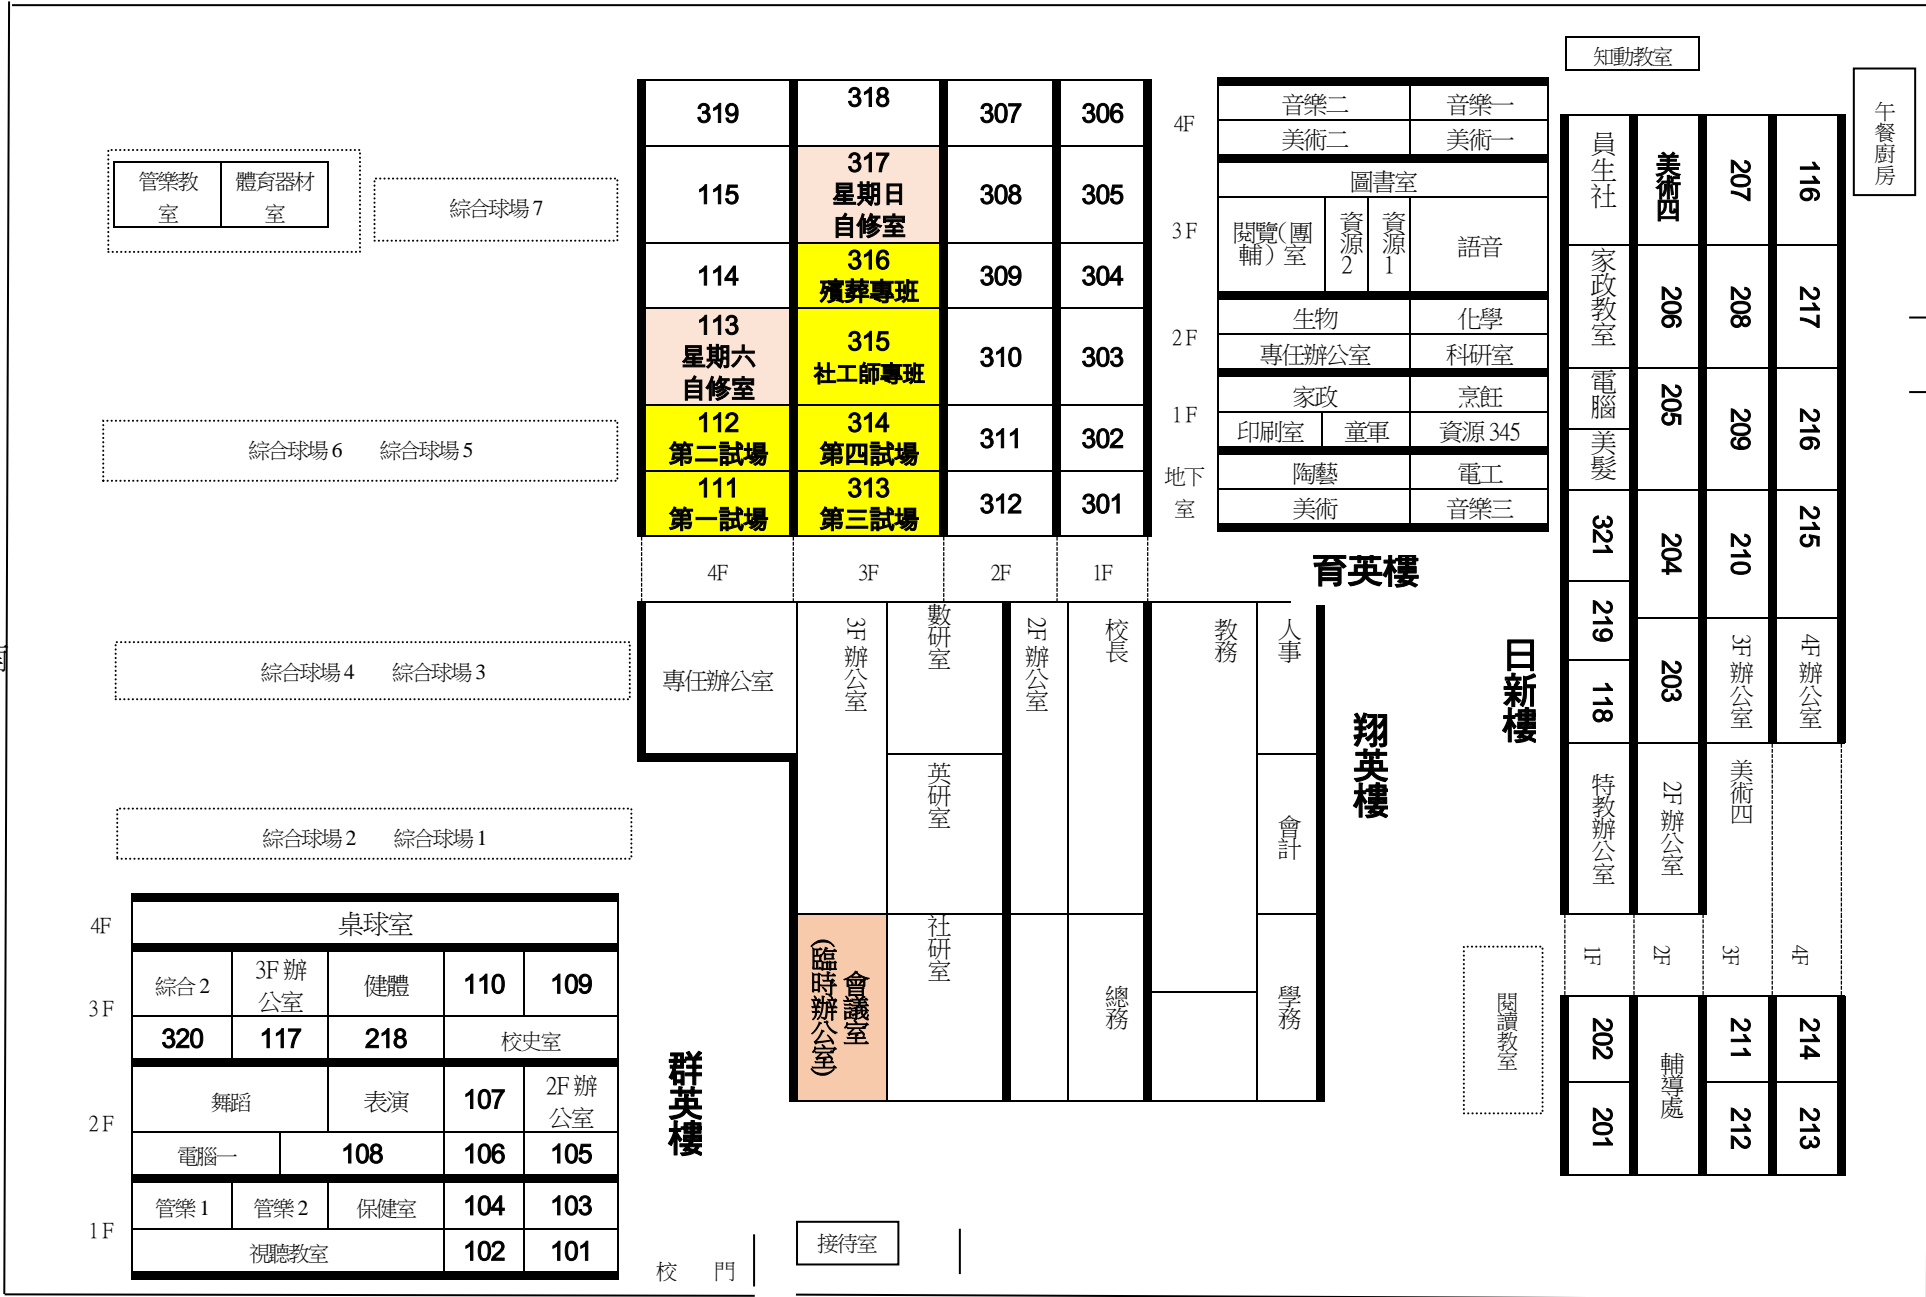 知動教室
午餐廚房
管樂教
室
體育器材
室
綜合球場 7
綜合球場 6 綜合球場 5
綜合球場 4 綜合球場 3
綜合球場 2 綜合球場 1
319
318
307
306
115
317
星期日
自修室
308
305
114
316
殯葬專班
309
304
113
星期六
自修室
315
社工師專班
310
303
112
第二試場
314
第四試場
311
302
111
第一試場
313
第三試場
312
301
4F
3F
2F
1F
4F
音樂二
音樂一
美術二
美術一
3F
圖書室
閱覽(團
輔)室
資源2
資源1
語音
2F
生物
化學
專任辦公室
科研室
1F
家政
烹飪
印刷室
童軍
資源 345
地下
室
陶藝
電工
美術
音樂三
育英樓
專任辦公室
3F 辦公室
數研室
英研室
社研室
會議室
(臨時辦公室)
2F 辦公室
校長
總務
教務
人事
會計
學務
翔英樓
日新樓
員生社
美術四
207
116
家政教室
206
208
217
電腦
美髮
205
209
216
321
219
118
204
203
210
215
3F 辦公室
4F 辦公室
特教辦公室
2F 辦公室
美術四
1F
2F
3F
4F
閱讀教室
202
201
輔導處
211
212
214
213
4F
桌球室
3F
綜合 2
3F 辦
公室
健體
110
109
320
117
218
校史室
2F
舞蹈
表演
107
2F 辦
公室
電腦一
108
106
105
1F
管樂 1
管樂 2
保健室
104
103
視聽教室
102
101
群英樓
校 門
接待室